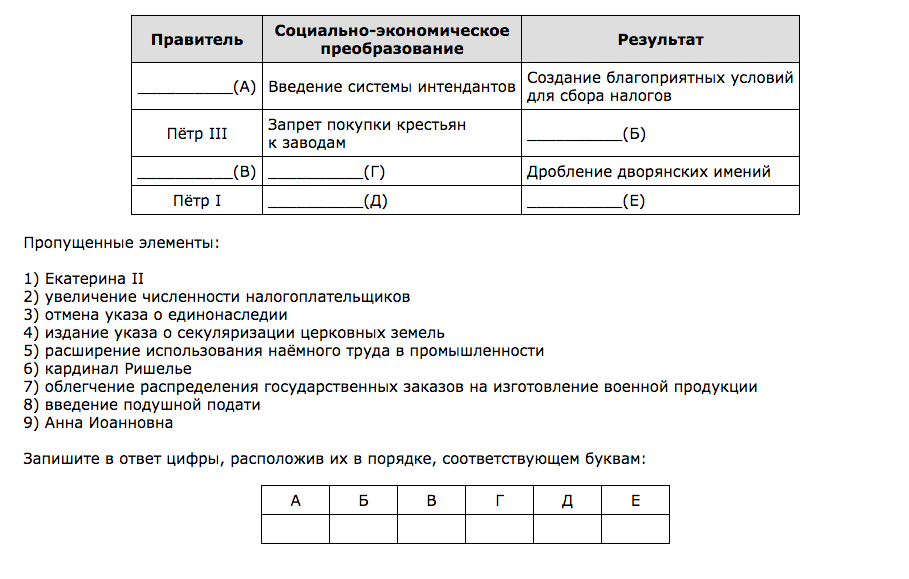 Правитель
Социально-экономическое
преобразование
Результат
__________(А)
Введение системы интендантов
Создание благоприятных условий
для сбора налогов
Пётр III
Запрет покупки крестьян
к заводам
__________(Б)
__________(В)
__________(Г)
Дробление дворянских имений
Пётр I
__________(Д)
__________(Е)
Пропущенные элементы:
1) Екатерина II
2) увеличение численности налогоплательщиков
3) отмена указа о единонаследии
4) издание указа о секуляризации церковных земель
5) расширение использования наёмного труда в промышленности
6) кардинал Ришелье
7) облегчение распределения государственных заказов на изготовление военной продукции
8) введение подушной подати
9) Анна Иоанновна
Запишите в ответ цифры, расположив их в порядке, соответствующем буквам:
А Б В Г Д Е